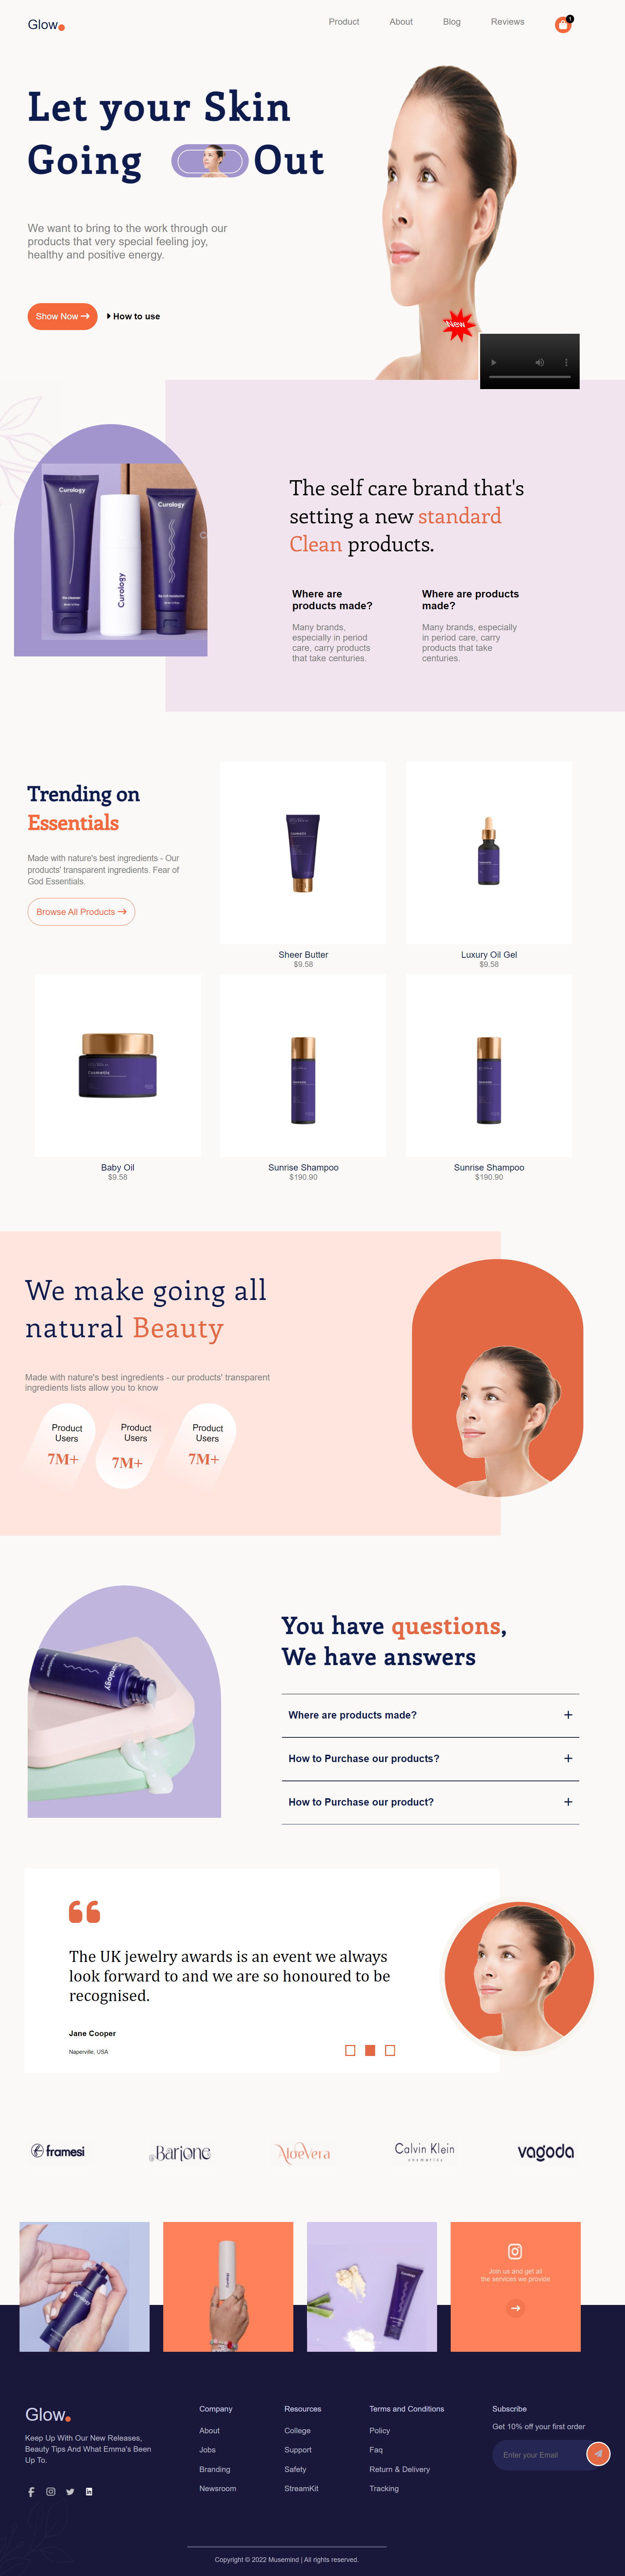 Glow.
Product About Blog Reviews
1
Let your Skin
Going Out
We want to bring to the work through our
products that very special feeling joy,
healthy and positive energy.
Show Now
How to use
New
Curology
Curology
Curology
The self care brand that's
setting a new standard
Clean products.
Where are
products made?
Many brands,
especially in period
care, carry products
that take centuries.
Where are products
made?
Many brands, especially
in period care, carry
products that take
centuries.
Trending on
Essentials
Made with nature's best ingredients - Our
products' transparent ingredients. Fear of
God Essentials.
Browse All Products
Cosmetic
Sheer Butter
$9.58
Luxury Oil Gel
$9.58
Cosmetic
Baby Oil
$9.58
Sunrise Shampoo
$190.90
Sunrise Shampoo
$190.90
We make going all
natural Beauty
Made with nature's best ingredients - our products' transparent
ingredients lists allow you to know
Product
Users
7M+
Product
Users
7M+
Product
Users
7M+
You have questions,
We have answers
Where are products made? +
How to Purchase our products? +
How to Purchase our product? +
The UK jewelry awards is an event we always
look forward to and we are so honoured to be
recognised.
Jane Cooper
Naperville, USA
framesi
Barione
AloeVera
Calvin Klein
cosmetics
vagoda
Curology
Curology
Curology
Join us and get all
the services we provide
Glow.
Keep Up With Our New Releases,
Beauty Tips And What Emma's Been
Up To.
Company
About
Jobs
Branding
Newsroom
Resources
College
Support
Safety
StreamKit
Terms and Conditions
Policy
Faq
Return & Delivery
Tracking
Subscribe
Get 10% off your first order
Enter your Email
Copyright © 2022 Musemind | All rights reserved.